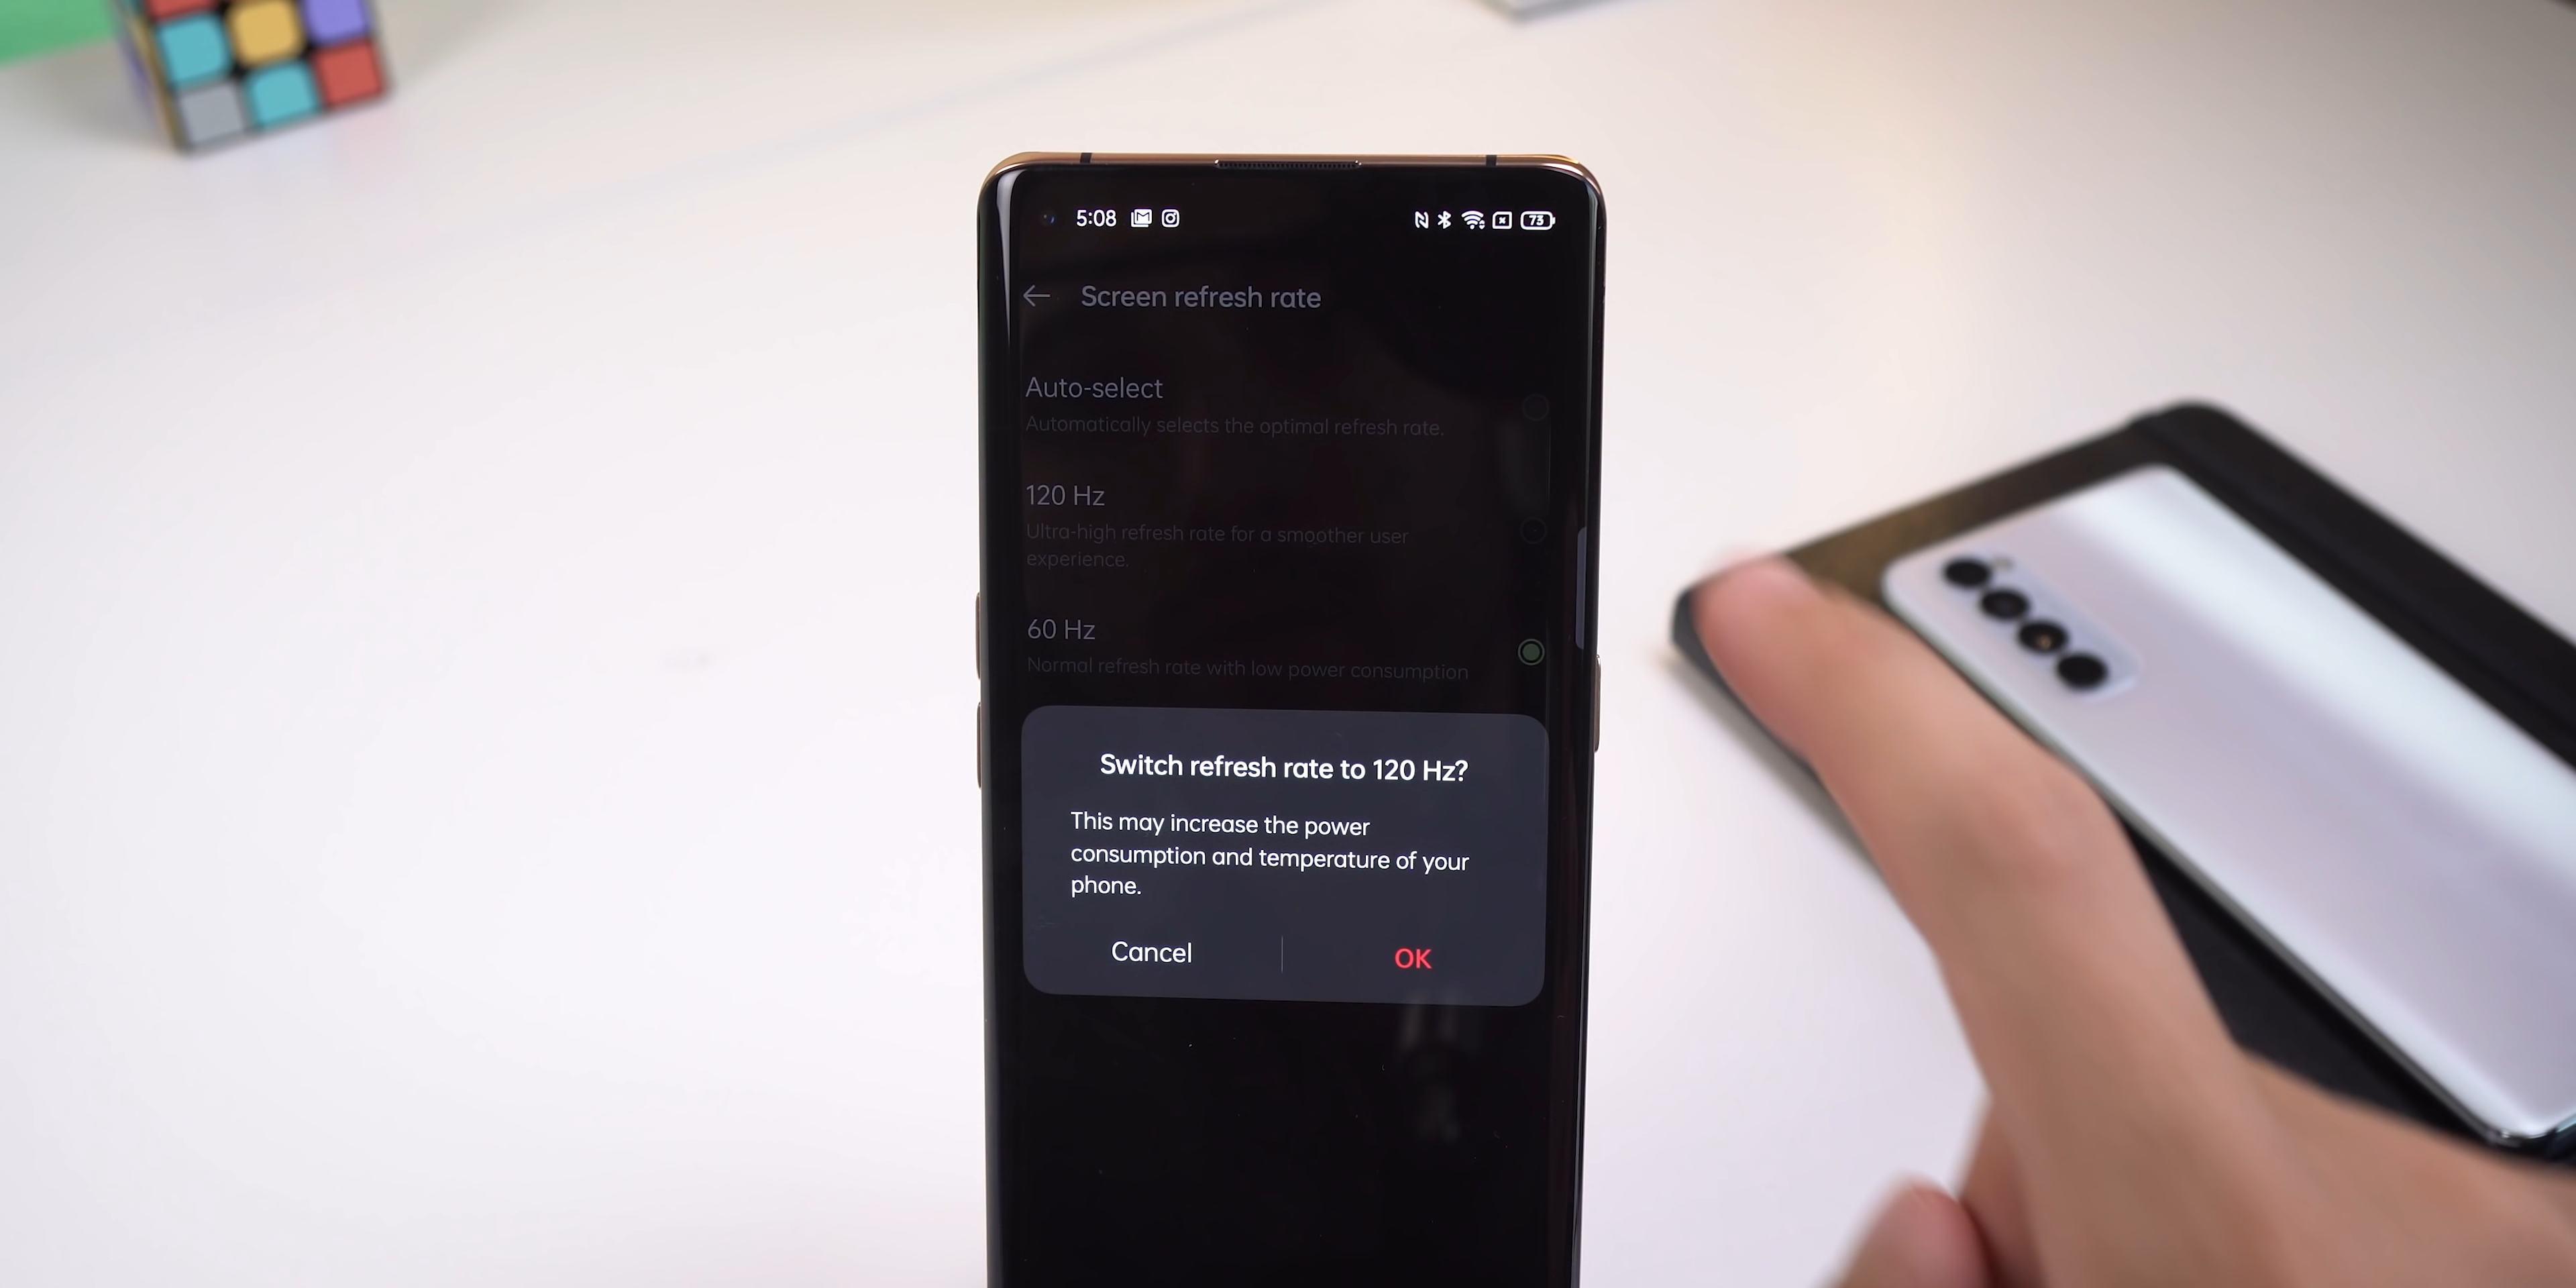 5:08
73
Screen refresh rate
Auto-select
Automatically selects the optimal refresh rate.
120 Hz
Ultra-high refresh rate for a smoother user
experience.
60 Hz
Normal refresh rate with low power consumption
Switch refresh rate to 120 Hz?
This may increase the power
consumption and temperature of your
phone.
Cancel
OK